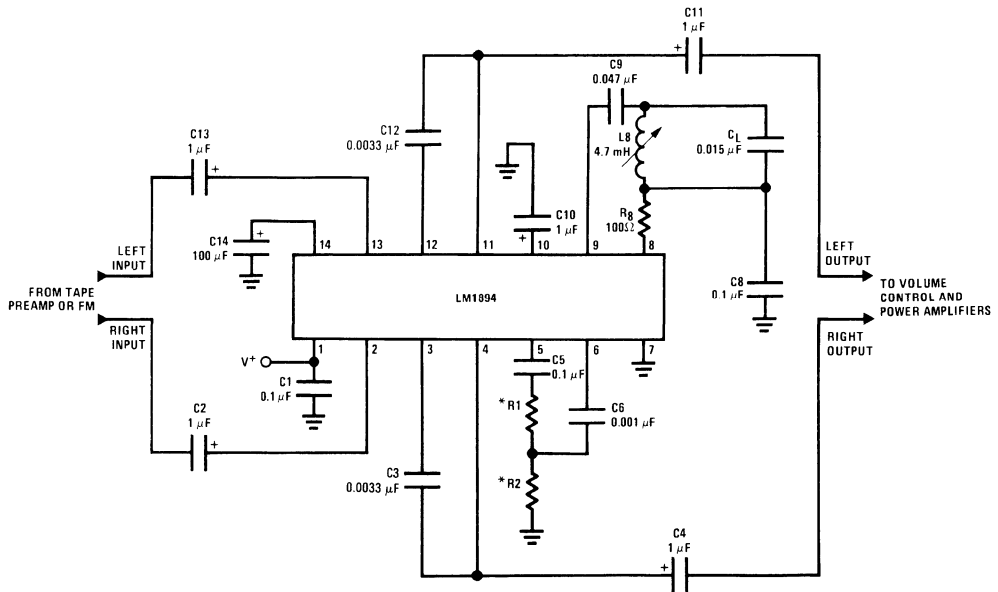 C11
1 μF
+
C9
0.047 μF
C12
0.0033 μF
L8
4.7 mH
CL
0.015 μF
C13
1 μF
+
C10
1 μF
+
R8
100Ω
C14
100 μF
+
14
13
12
11
10
9
8
LEFT
INPUT
LEFT
OUTPUT
FROM TAPE
PREAMP OR FM
LM1894
C8
0.1 μF
TO VOLUME
CONTROL AND
POWER AMPLIFIERS
RIGHT
INPUT
RIGHT
OUTPUT
1
2
3
4
5
6
7
V+
C1
0.1 μF
C5
0.1 μF
*R1
C6
0.001 μF
C2
1 μF
+
C3
0.0033 μF
*R2
C4
1 μF
+